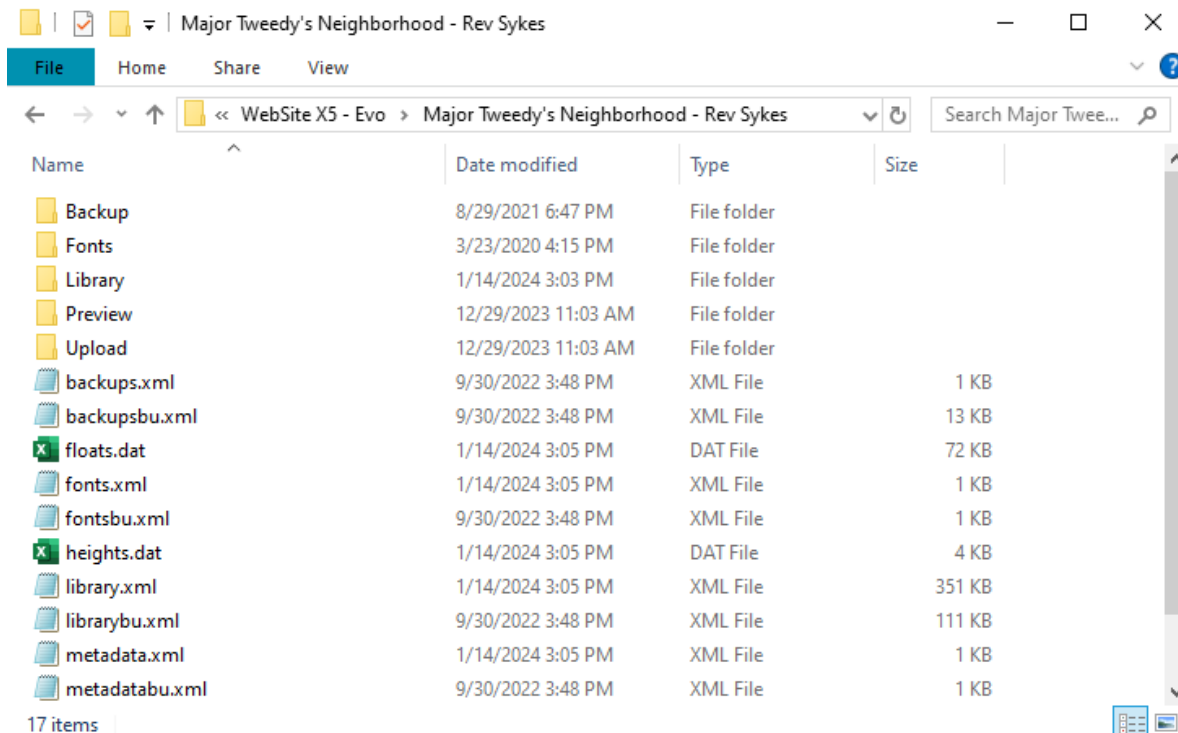 Major Tweedy's Neighborhood - Rev Sykes
File Home Share View ?
« WebSite X5 - Evo > Major Tweedy's Neighborhood - Rev Sykes Search Major Twee...
Name Date modified Type Size
Backup 8/29/2021 6:47 PM File folder
Fonts 3/23/2020 4:15 PM File folder
Library 1/14/2024 3:03 PM File folder
Preview 12/29/2023 11:03 AM File folder
Upload 12/29/2023 11:03 AM File folder
backups.xml 9/30/2022 3:48 PM XML File 1 KB
backupsbu.xml 9/30/2022 3:48 PM XML File 13 KB
floats.dat 1/14/2024 3:05 PM DAT File 72 KB
fonts.xml 1/14/2024 3:05 PM XML File 1 KB
fontsbu.xml 9/30/2022 3:48 PM XML File 1 KB
heights.dat 1/14/2024 3:05 PM DAT File 4 KB
library.xml 1/14/2024 3:05 PM XML File 351 KB
librarybu.xml 9/30/2022 3:48 PM XML File 111 KB
metadata.xml 1/14/2024 3:05 PM XML File 1 KB
metadatabu.xml 9/30/2022 3:48 PM XML File 1 KB
17 items